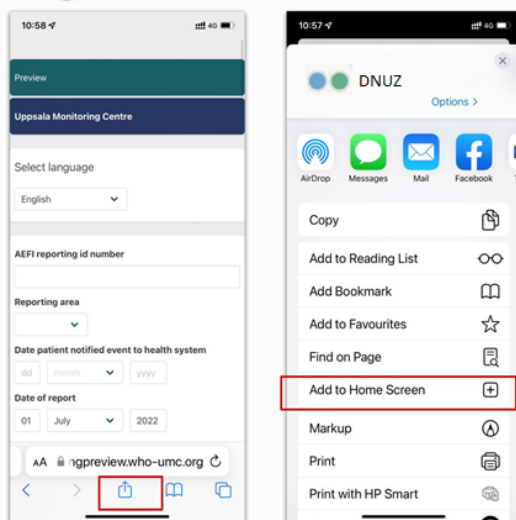 10:58
4G
Preview
Uppsala Monitoring Centre
Select language
English
AEFI reporting id number
Reporting area
Date patient notified event to health system
dd month yyyy
Date of report
01 July 2022
AA ngpreview.who-umc.org
10:57
4G
DNUZ
Options >
AirDrop Messages Mail Facebook
Copy
Add to Reading List
Add Bookmark
Add to Favourites
Find on Page
Add to Home Screen
Markup
Print
Print with HP Smart